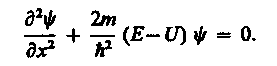 ∂²ψ/∂x² + 2m/ħ² (E−U) ψ = 0.